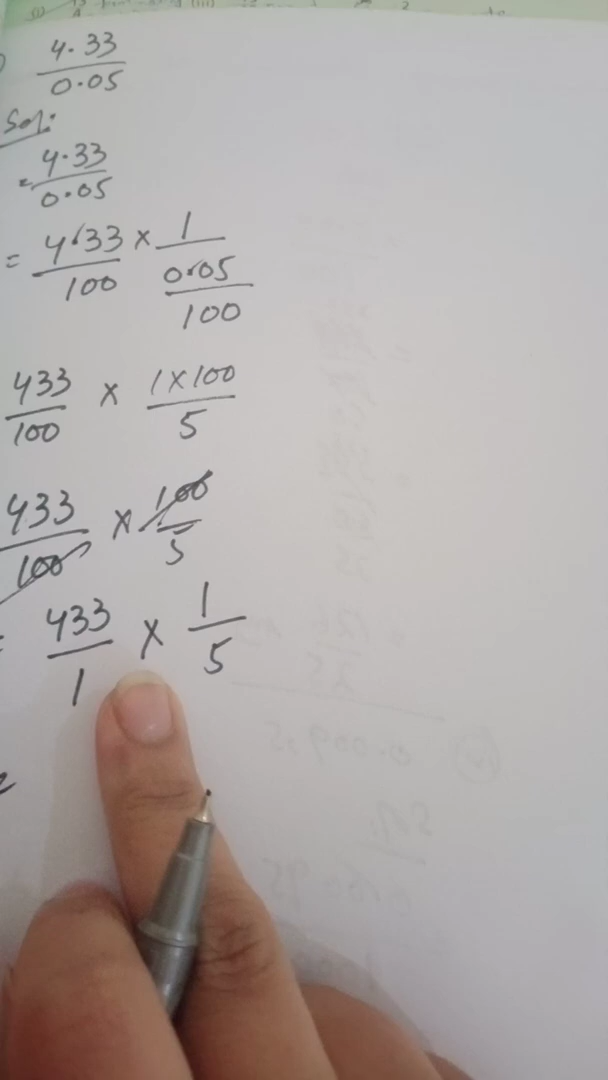 4.33
0.05
Sol:
= 4.33
0.05
= 4.33 × 1
100 0.05
100
433 × 1×100
100 5
433 × 100
100 5
= 433 × 1
1 5